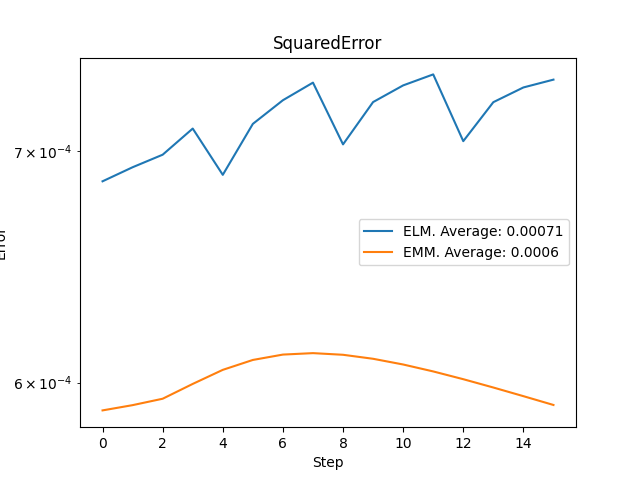 SquaredError
7 × 10⁻⁴
6 × 10⁻⁴
Error
ELM. Average: 0.00071
EMM. Average: 0.0006
0 2 4 6 8 10 12 14
Step